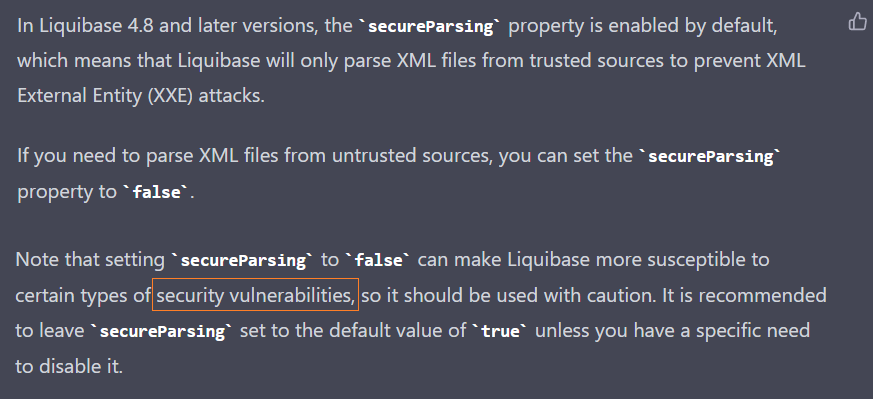 In Liquibase 4.8 and later versions, the `secureParsing` property is enabled by default,
which means that Liquibase will only parse XML files from trusted sources to prevent XML
External Entity (XXE) attacks.
If you need to parse XML files from untrusted sources, you can set the `secureParsing`
property to `false`.
Note that setting `secureParsing` to `false` can make Liquibase more susceptible to
certain types of security vulnerabilities, so it should be used with caution. It is recommended
to leave `secureParsing` set to the default value of `true` unless you have a specific need
to disable it.